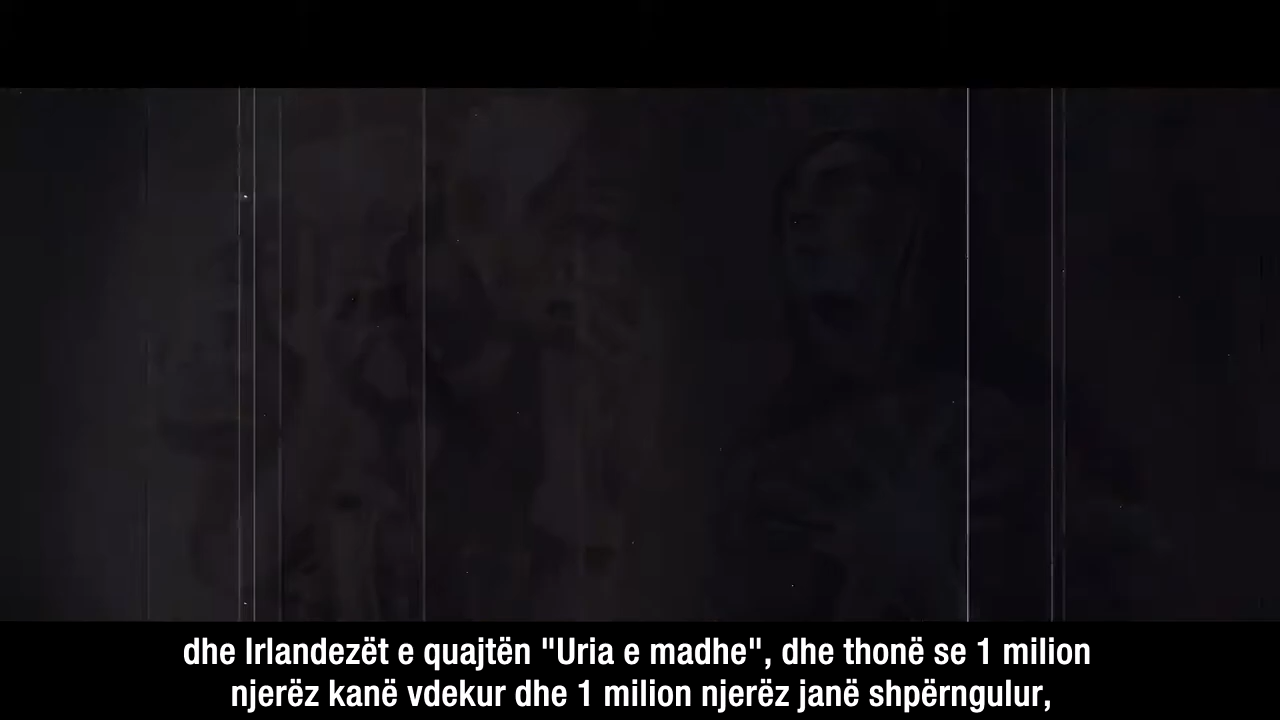 dhe Irlandezët e quajtën "Uria e madhe", dhe thonë se 1 milion
njerëz kanë vdekur dhe 1 milion njerëz janë shpërngulur,